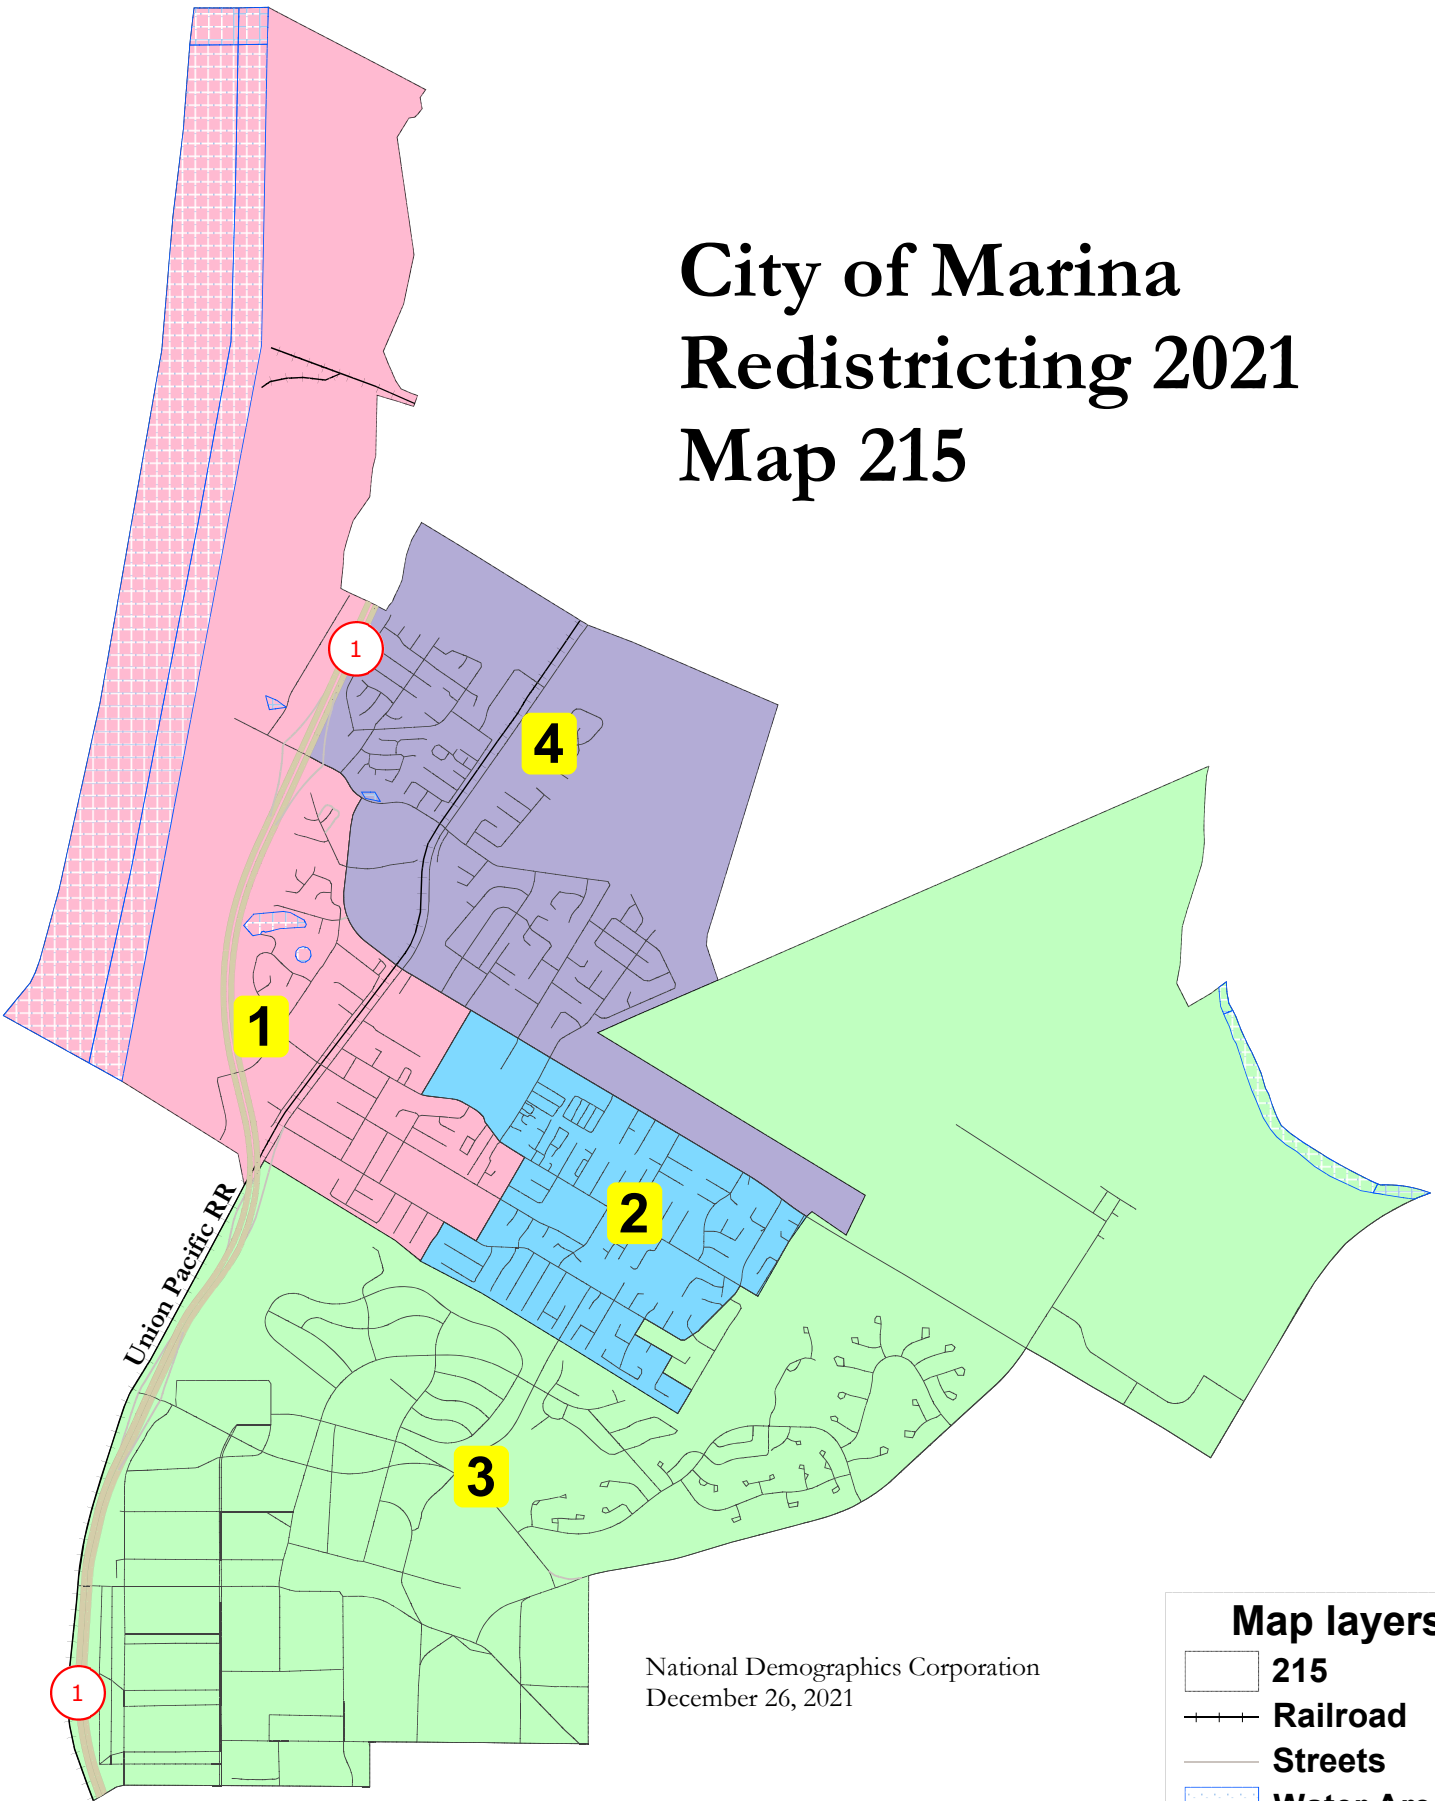 City of Marina
Redistricting 2021
Map 215
1
4
1
2
Union Pacific RR
3
1
National Demographics Corporation
December 26, 2021
Map layers
215
Railroad
Streets